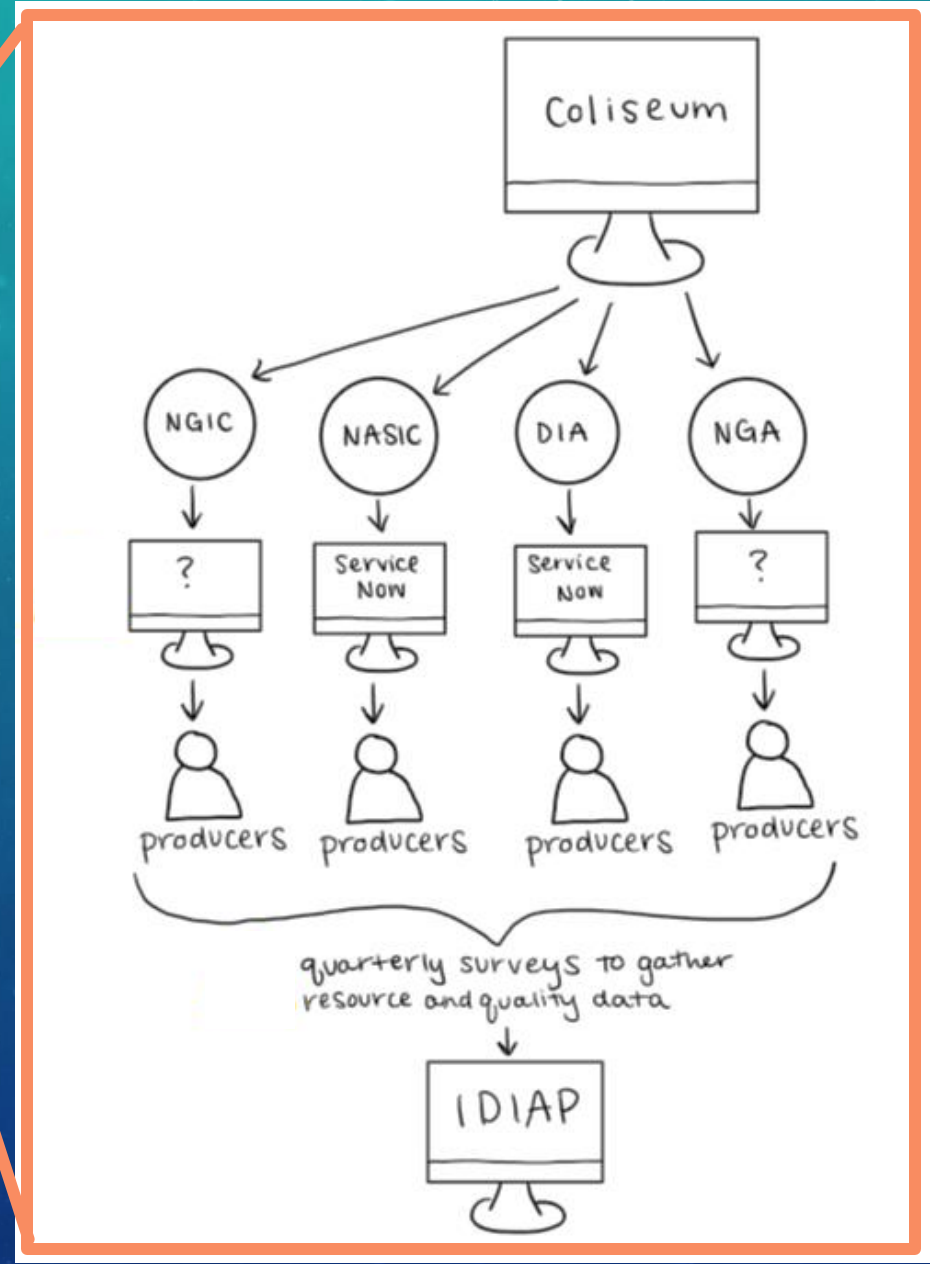 Coliseum
NGIC
NASIC
DIA
NGA
?
Service
Now
Service
Now
?
producers
producers
producers
producers
quarterly surveys to gather
resource and quality data
IDIAP